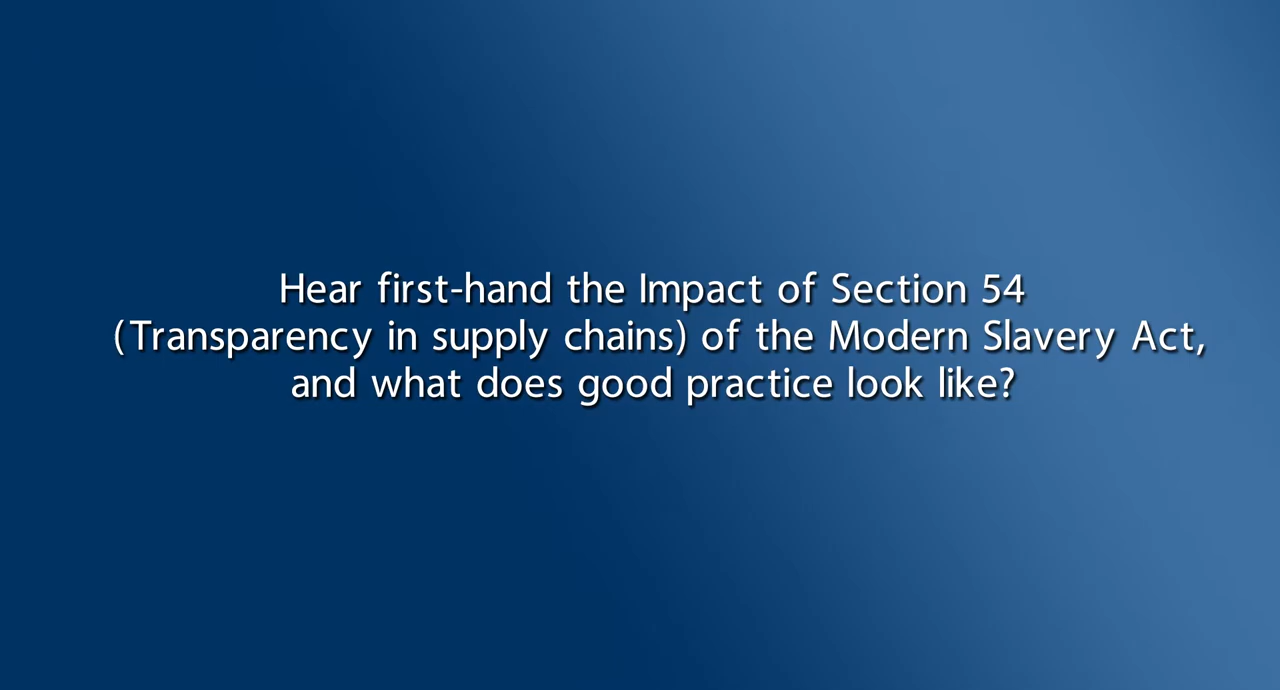 Hear first-hand the Impact of Section 54
(Transparency in supply chains) of the Modern Slavery Act,
and what does good practice look like?